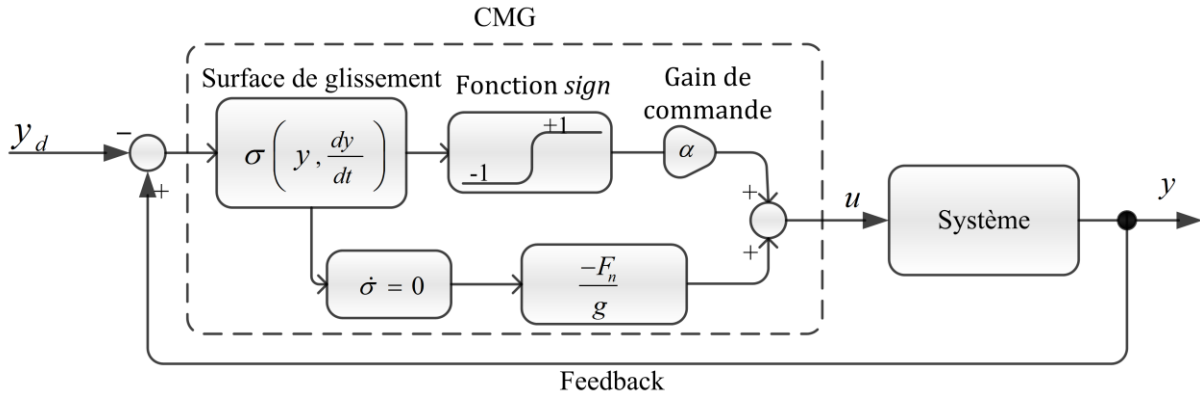 CMG
Surface de glissement
Fonction sign
Gain de
commande
y_d
−
+
σ ( y , dy/dt )
+1
-1
α
+
+
u
Système
y
σ̇ = 0
−F_n / g
Feedback